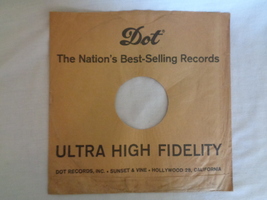 Dot
The Nation's Best-Selling Records
ULTRA HIGH FIDELITY
DOT RECORDS, INC. • SUNSET & VINE • HOLLYWOOD 28, CALIFORNIA